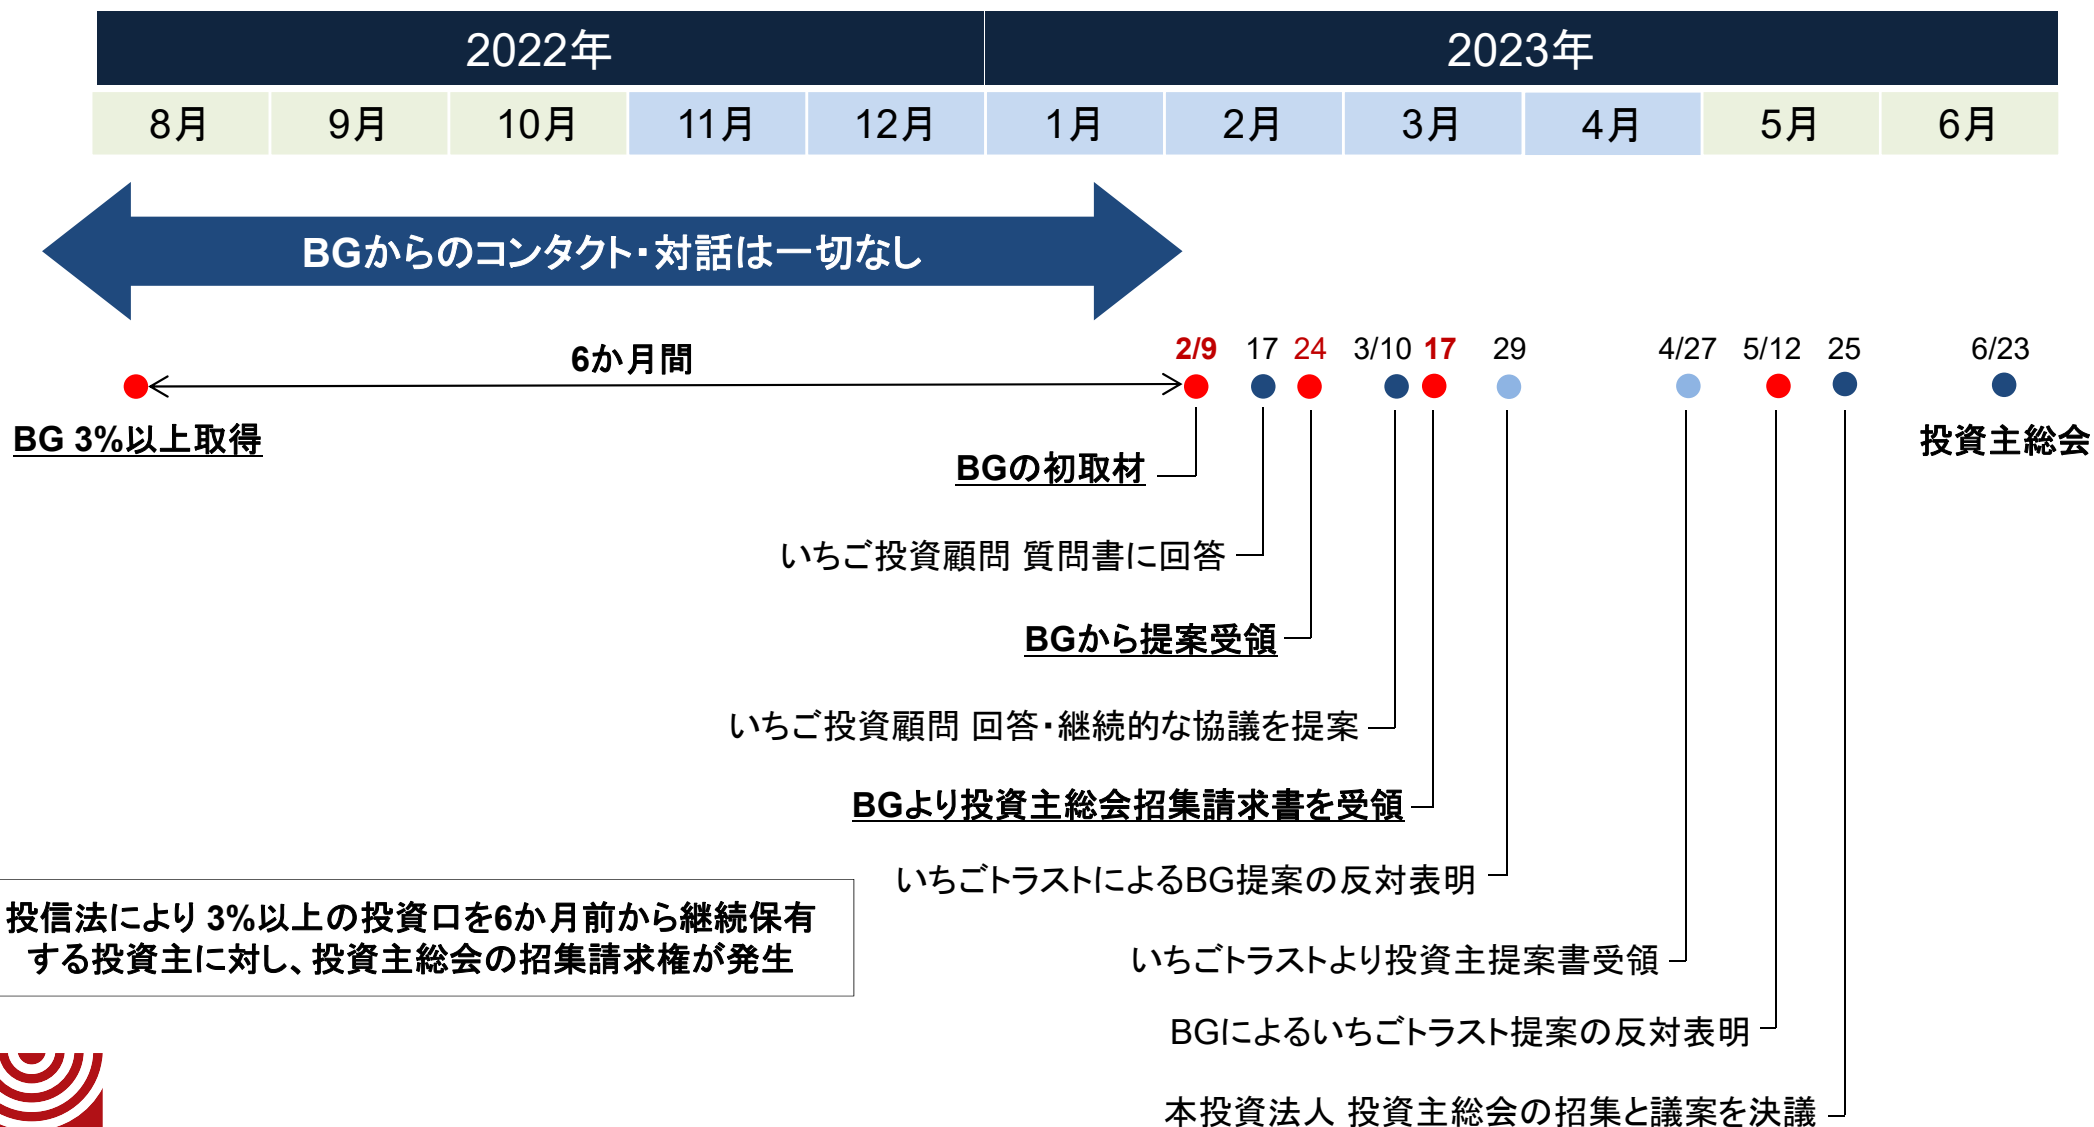 2022年 2023年
8月 9月 10月 11月 12月 1月 2月 3月 4月 5月 6月
BGからのコンタクト・対話は一切なし
6か月間
2/9 17 24 3/10 17 29 4/27 5/12 25 6/23
BG 3%以上取得
投資主総会
BGの初取材
いちご投資顧問 質問書に回答
BGから提案受領
いちご投資顧問 回答・継続的な協議を提案
BGより投資主総会招集請求書を受領
いちごトラストによるBG提案の反対表明
投信法により 3%以上の投資口を6か月前から継続保有
する投資主に対し、投資主総会の招集請求権が発生
いちごトラストより投資主提案書受領
BGによるいちごトラスト提案の反対表明
本投資法人 投資主総会の招集と議案を決議